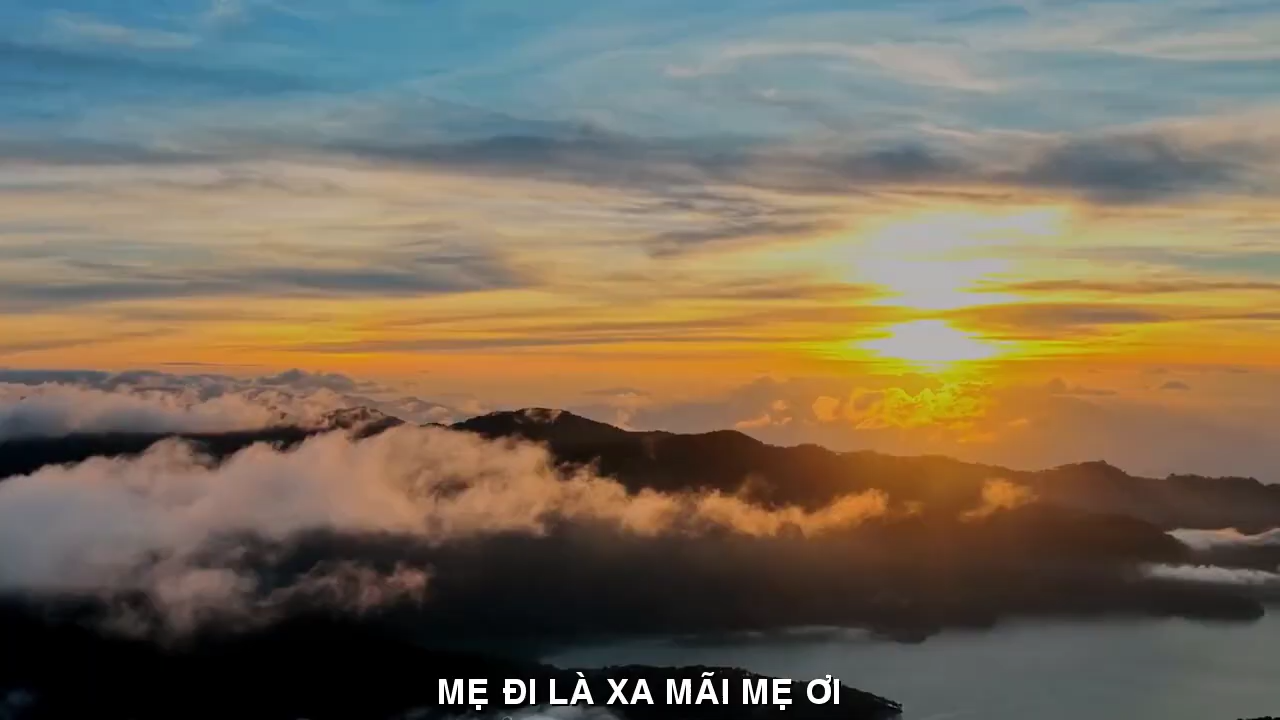 MẸ ĐI LÀ XA MÃI MẸ ƠI